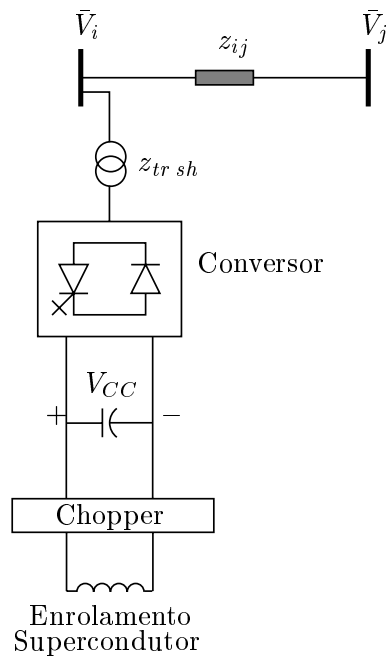 V̄i V̄j
zij
ztr sh
Conversor
VCC
+ −
Chopper
Enrolamento
Supercondutor